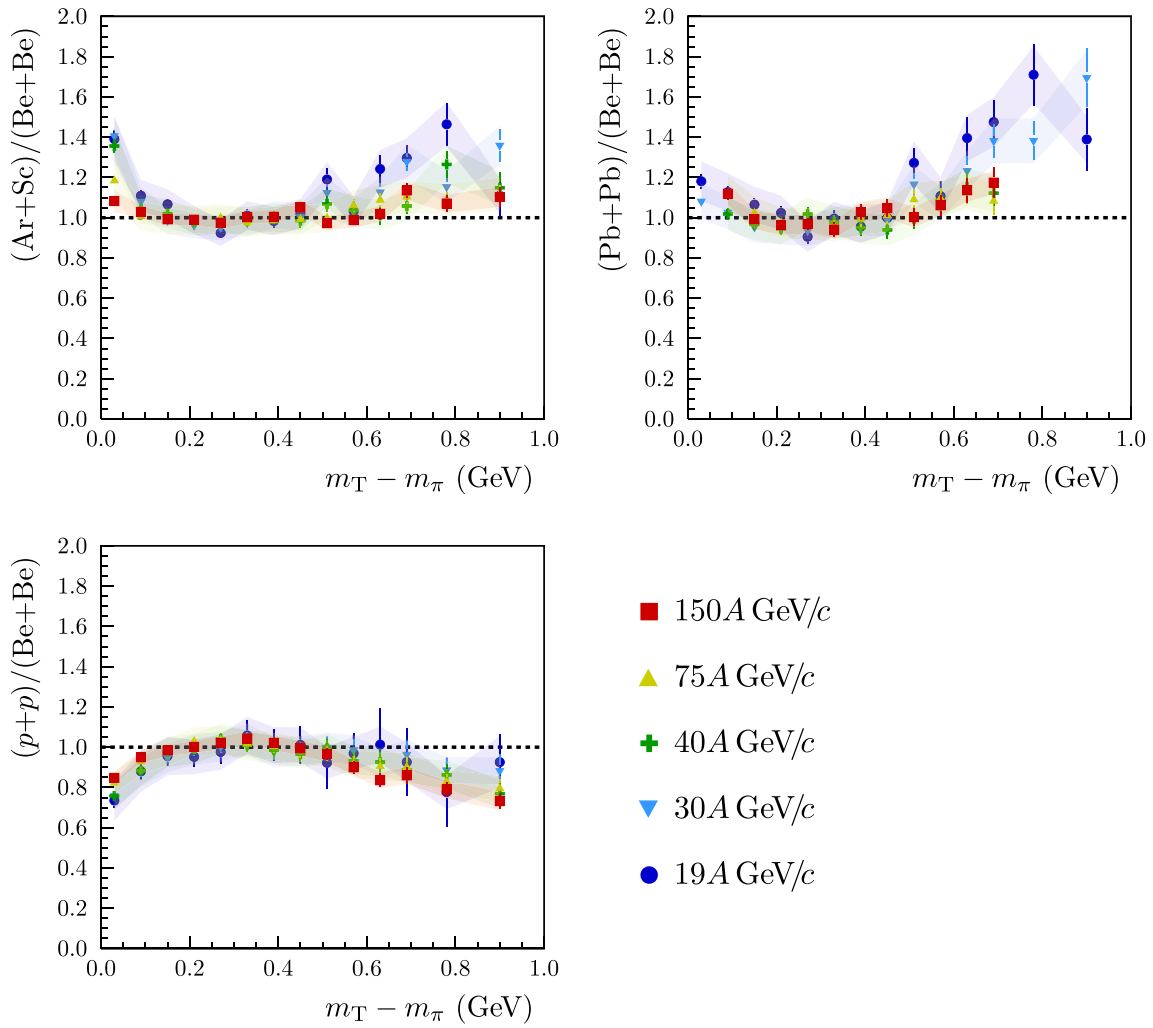 (Ar+Sc)/(Be+Be)
2.0
1.8
1.6
1.4
1.2
1.0
0.8
0.6
0.4
0.2
0.0
0.0 0.2 0.4 0.6 0.8 1.0
m_T − m_π (GeV)
(Pb+Pb)/(Be+Be)
2.0
1.8
1.6
1.4
1.2
1.0
0.8
0.6
0.4
0.2
0.0
0.0 0.2 0.4 0.6 0.8 1.0
m_T − m_π (GeV)
(p+p)/(Be+Be)
2.0
1.8
1.6
1.4
1.2
1.0
0.8
0.6
0.4
0.2
0.0
0.0 0.2 0.4 0.6 0.8 1.0
m_T − m_π (GeV)
150A GeV/c
75A GeV/c
40A GeV/c
30A GeV/c
19A GeV/c